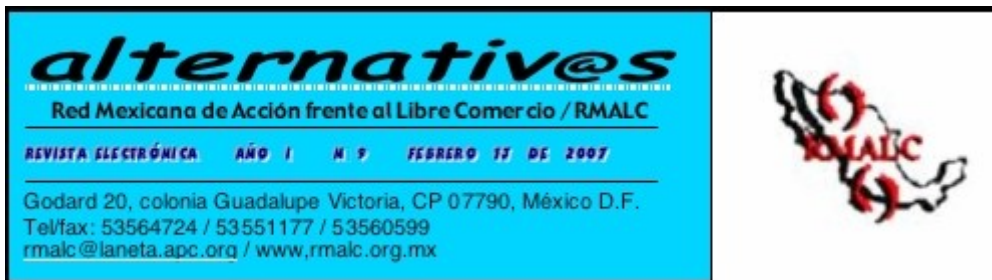 alternativ@s
Red Mexicana de Acción frente al Libre Comercio / RMALC
REVISTA ELECTRÓNICA AÑO I N 9 FEBRERO 13 DE 2007
Godard 20, colonia Guadalupe Victoria, CP 07790, México D.F.
Tel/fax: 53564724 / 53551177 / 53560599
rmalc@laneta.apc.org / www,rmalc.org.mx
RMALC